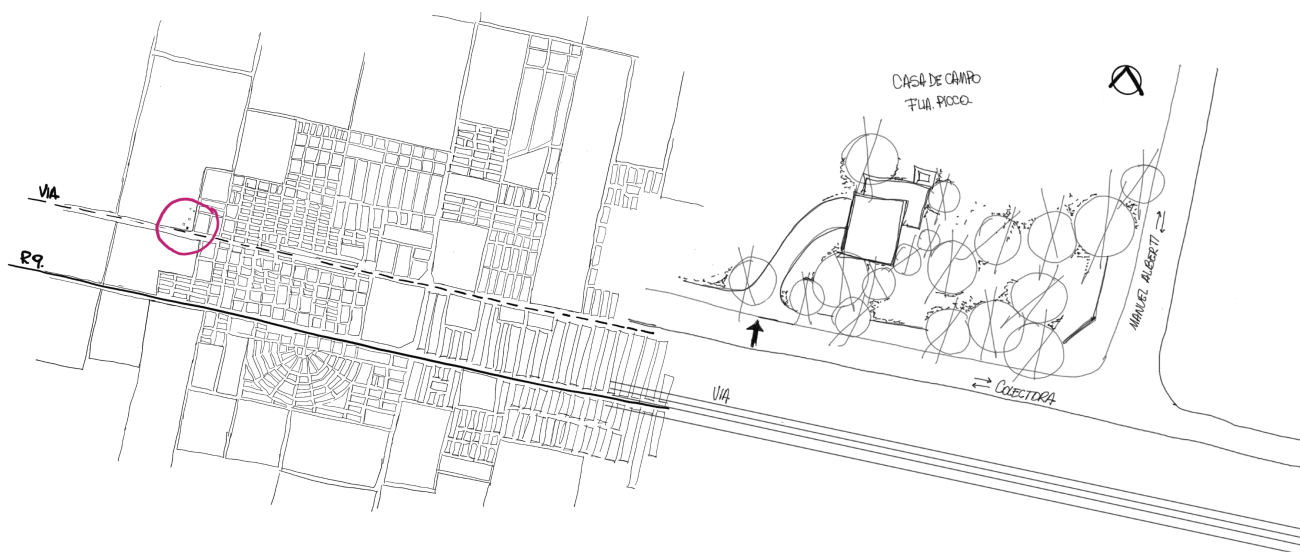 VIA
R9.
CASA DE CAMPO
FLIA. PICCO
MANUEL ALBERTI
COLECTORA
VIA